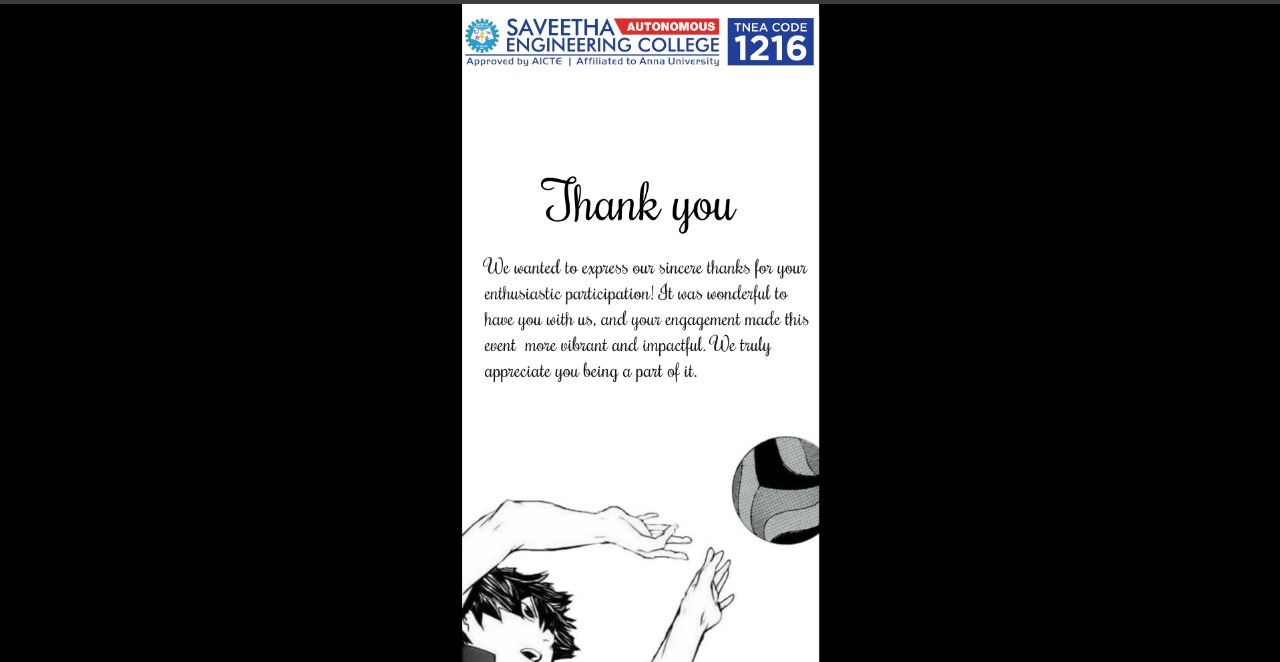 SAVEETHA AUTONOMOUS
ENGINEERING COLLEGE
Approved by AICTE | Affiliated to Anna University
TNEA CODE
1216
Thank you
We wanted to express our sincere thanks for your
enthusiastic participation! It was wonderful to
have you with us, and your engagement made this
event more vibrant and impactful. We truly
appreciate you being a part of it.